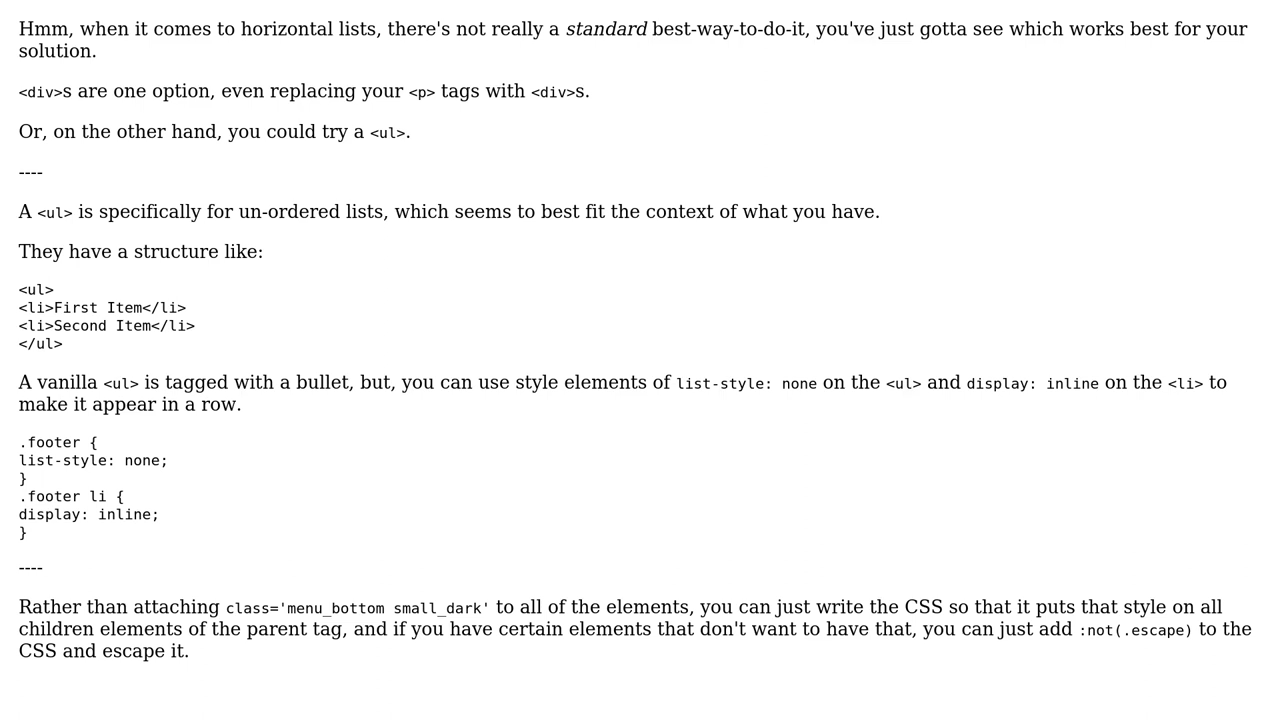 Hmm, when it comes to horizontal lists, there's not really a standard best-way-to-do-it, you've just gotta see which works best for your
solution.
<div>s are one option, even replacing your <p> tags with <div>s.
Or, on the other hand, you could try a <ul>.
----
A <ul> is specifically for un-ordered lists, which seems to best fit the context of what you have.
They have a structure like:
<ul>
<li>First Item</li>
<li>Second Item</li>
</ul>
A vanilla <ul> is tagged with a bullet, but, you can use style elements of list-style: none on the <ul> and display: inline on the <li> to
make it appear in a row.
.footer {
list-style: none;
}
.footer li {
display: inline;
}
----
Rather than attaching class='menu_bottom small_dark' to all of the elements, you can just write the CSS so that it puts that style on all
children elements of the parent tag, and if you have certain elements that don't want to have that, you can just add :not(.escape) to the
CSS and escape it.